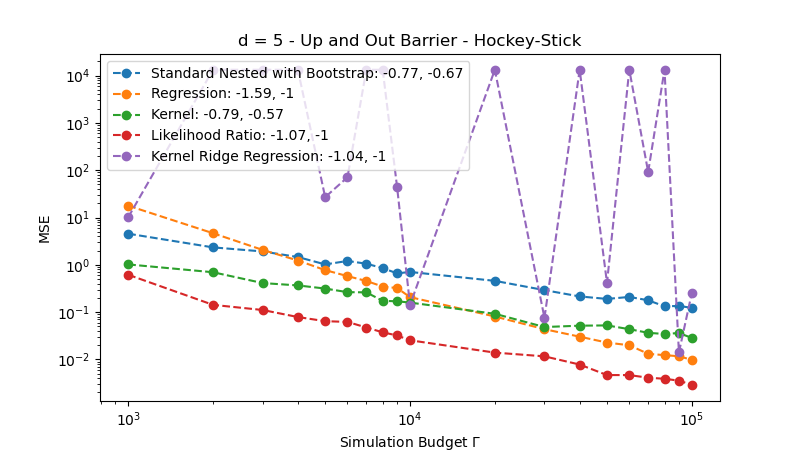 d = 5 - Up and Out Barrier - Hockey-Stick
MSE
10⁴
10³
10²
10¹
10⁰
10⁻¹
10⁻²
Standard Nested with Bootstrap: -0.77, -0.67
Regression: -1.59, -1
Kernel: -0.79, -0.57
Likelihood Ratio: -1.07, -1
Kernel Ridge Regression: -1.04, -1
10³
10⁴
10⁵
Simulation Budget Γ